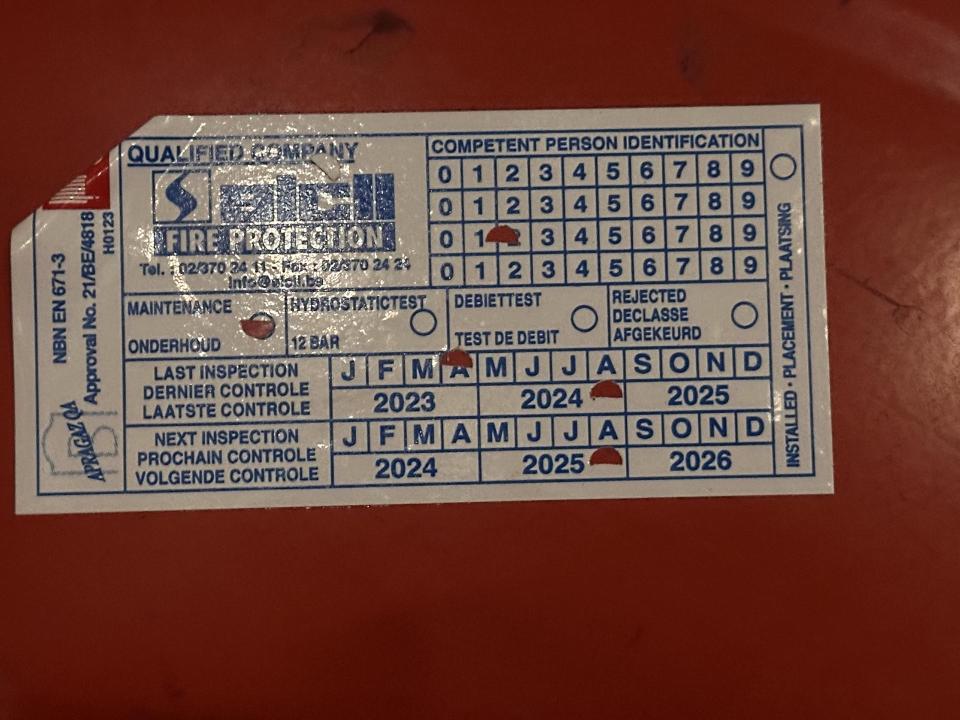 QUALIFIED COMPANY
sicli
FIRE PROTECTION
Tel. : 02/370 24 11 - Fax : 02/370 24 24
info@sicli.be
COMPETENT PERSON IDENTIFICATION
0 1 2 3 4 5 6 7 8 9
0 1 2 3 4 5 6 7 8 9
0 1 2 3 4 5 6 7 8 9
0 1 2 3 4 5 6 7 8 9
MAINTENANCE
ONDERHOUD
HYDROSTATICTEST
12 BAR
DEBIETTEST
TEST DE DEBIT
REJECTED
DECLASSE
AFGEKEURD
LAST INSPECTION
DERNIER CONTROLE
LAATSTE CONTROLE
J F M A M J J A S O N D
2023 2024 2025
NEXT INSPECTION
PROCHAIN CONTROLE
VOLGENDE CONTROLE
J F M A M J J A S O N D
2024 2025 2026
NBN EN 671-3
Approval No. 21/BE/4818
H0123
APRAGAZ QA
INSTALLED • PLACEMENT • PLAATSING